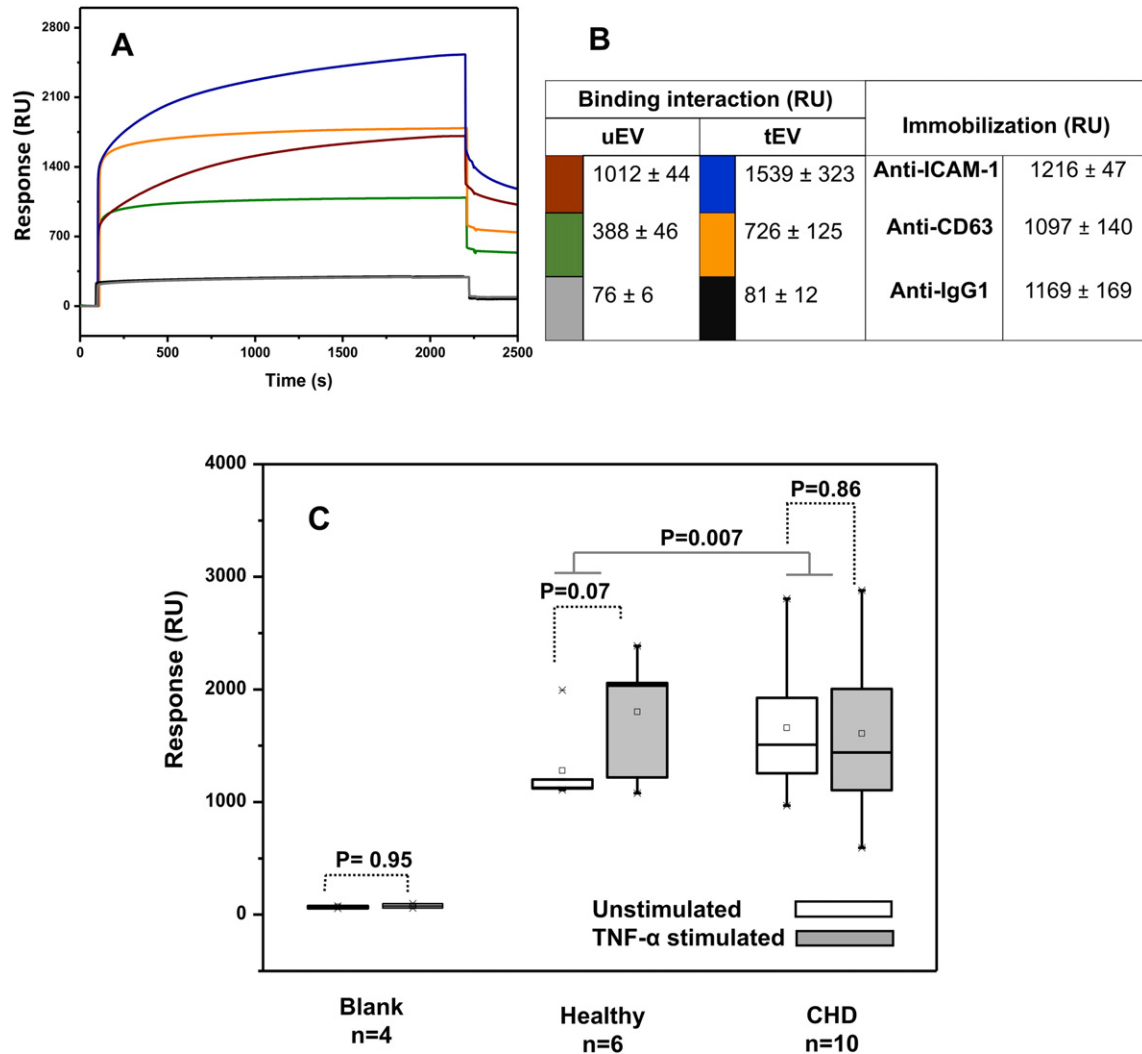 A
Response (RU)
2800
2100
1400
700
0
0 500 1000 1500 2000 2500
Time (s)
B
Binding interaction (RU)
Immobilization (RU)
uEV tEV
1012 ± 44 1539 ± 323 Anti-ICAM-1 1216 ± 47
388 ± 46 726 ± 125 Anti-CD63 1097 ± 140
76 ± 6 81 ± 12 Anti-IgG1 1169 ± 169
C
Response (RU)
4000
3000
2000
1000
0
P=0.86
P=0.007
P=0.07
P= 0.95
Unstimulated
TNF-α stimulated
Blank
n=4
Healthy
n=6
CHD
n=10